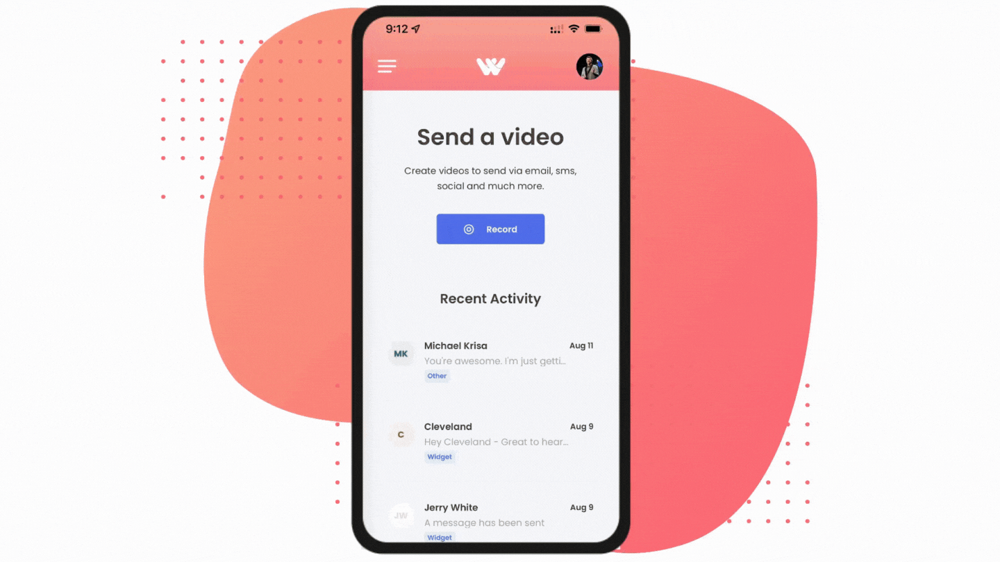 9:12
Send a video
Create videos to send via email, sms,
social and much more.
Record
Recent Activity
MK
Michael Krisa
Aug 11
You're awesome. I'm just getti...
Other
C
Cleveland
Aug 9
Hey Cleveland - Great to hear...
Widget
JW
Jerry White
Aug 9
A message has been sent
Widget